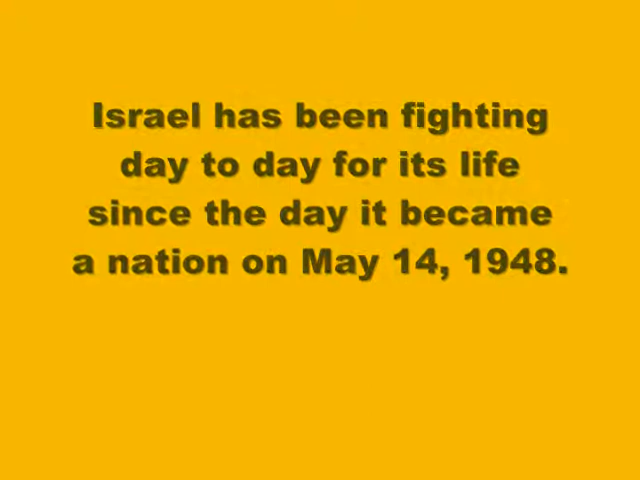 Israel has been fighting
day to day for its life
since the day it became
a nation on May 14, 1948.